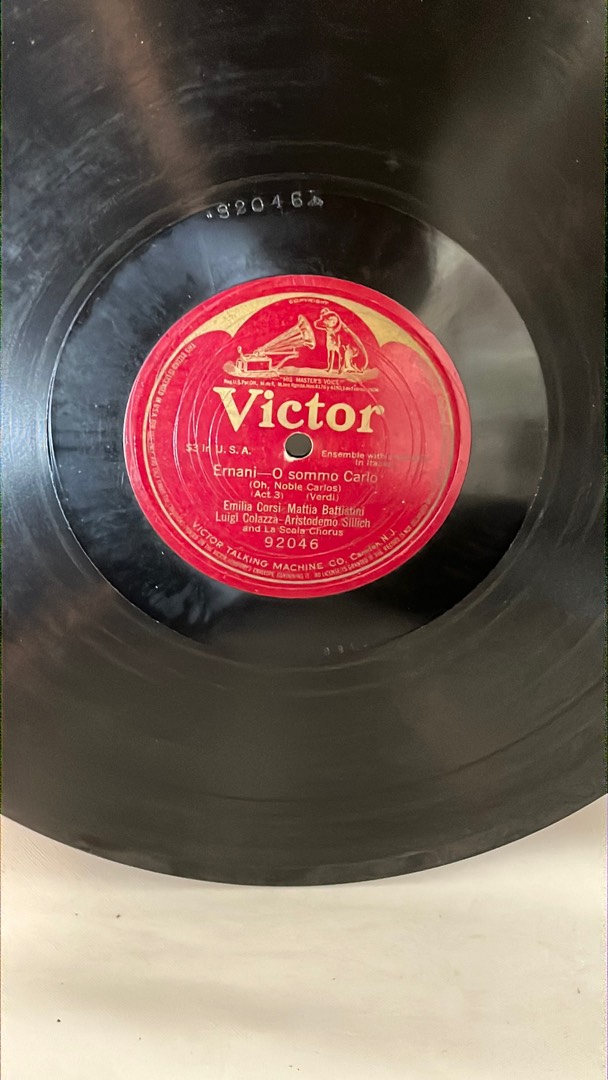 92046
COPYRIGHT
"HIS MASTER'S VOICE"
Victor
$3 in U.S.A.
Ensemble with
in
Ernani—O sommo Carlo
(Oh, Noble Carlos)
(Act 3) (Verdi)
Emilia Corsi Mattia Battistini
Luigi Colazza-Aristodemo Sillich
and La Scala Chorus
92046
VICTOR TALKING MACHINE CO. Camden, N.J.